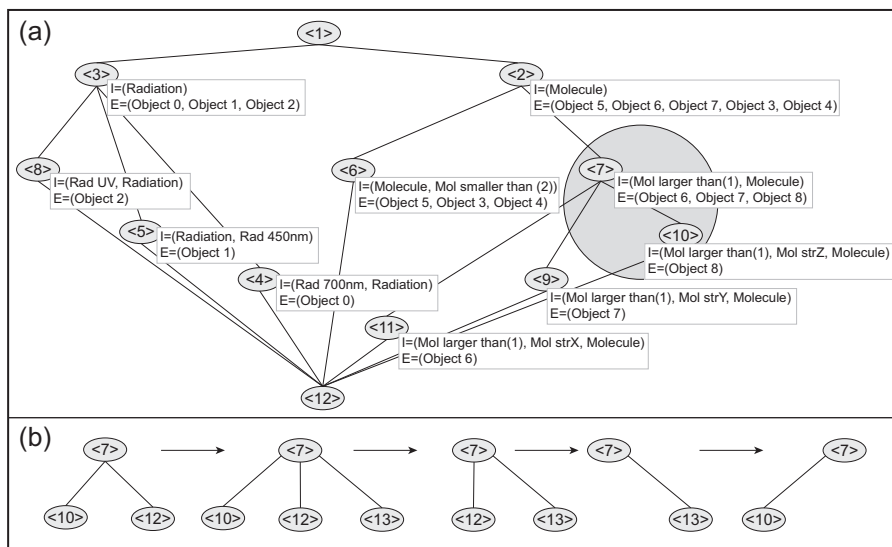 (a)
<1>
<3>
<2>
I=(Radiation)
E=(Object 0, Object 1, Object 2)
I=(Molecule)
E=(Object 5, Object 6, Object 7, Object 3, Object 4)
<8>
<6>
<7>
I=(Rad UV, Radiation)
E=(Object 2)
I=(Molecule, Mol smaller than (2))
E=(Object 5, Object 3, Object 4)
I=(Mol larger than(1), Molecule)
E=(Object 6, Object 7, Object 8)
<5>
<10>
I=(Radiation, Rad 450nm)
E=(Object 1)
I=(Mol larger than(1), Mol strZ, Molecule)
E=(Object 8)
<4>
<9>
I=(Rad 700nm, Radiation)
E=(Object 0)
I=(Mol larger than(1), Mol strY, Molecule)
E=(Object 7)
<11>
I=(Mol larger than(1), Mol strX, Molecule)
E=(Object 6)
<12>
(b)
<7>
<7>
<7>
<7>
<7>
<10>
<12>
<10>
<12>
<13>
<12>
<13>
<13>
<10>